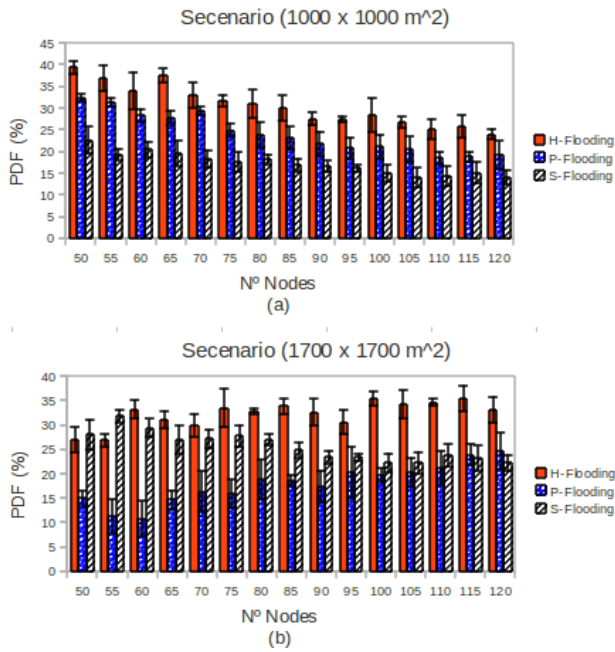 Secenario (1000 x 1000 m^2)
PDF (%)
45
40
35
30
25
20
15
10
5
0
50 55 60 65 70 75 80 85 90 95 100 105 110 115 120
Nº Nodes
(a)
H-Flooding
P-Flooding
S-Flooding
Secenario (1700 x 1700 m^2)
PDF (%)
40
35
30
25
20
15
10
5
0
50 55 60 65 70 75 80 85 90 95 100 105 110 115 120
Nº Nodes
(b)
H-Flooding
P-Flooding
S-Flooding